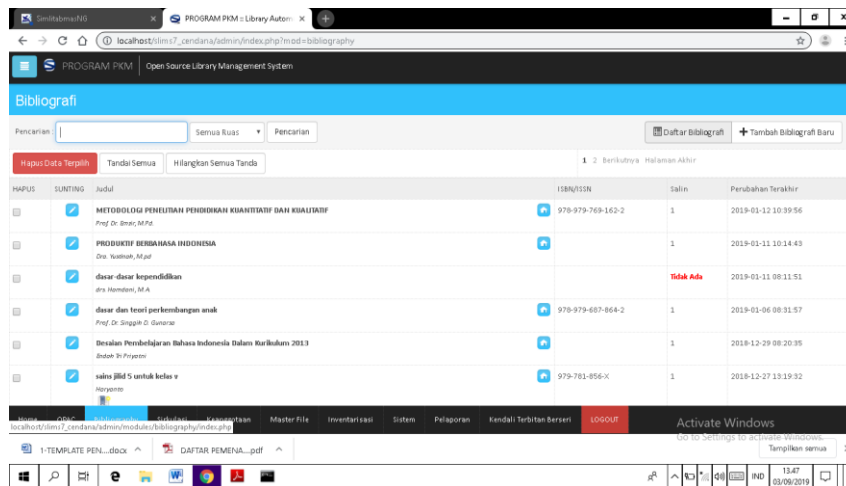 SimlitabmasNG
PROGRAM PKM :: Library Autom
localhost/slims7_cendana/admin/index.php?mod=bibliography
PROGRAM PKM Open Source Library Management System
Bibliografi
Pencarian : Semua Ruas Pencarian Daftar Bibliografi Tambah Bibliografi Baru
Hapus Data Terpilih Tandai Semua Hilangkan Semua Tanda 1 2 Berikutnya Halaman Akhir
HAPUS SUNTING Judul ISBN/ISSN Salin Perubahan Terakhir
METODOLOGI PENELITIAN PENDIDIKAN KUANTITATIF DAN KUALITATIF 978-979-769-162-2 1 2019-01-12 10:39:56
Prof. Dr. Emzir, M.Pd.
PRODUKTIF BERBAHASA INDONESIA 1 2019-01-11 10:14:43
Dra. Yustinah, M.pd
dasar-dasar kependidikan Tidak Ada 2019-01-11 08:11:51
drs Hamdani, M.A
dasar dan teori perkembangan anak 978-979-687-864-2 1 2019-01-06 08:31:57
Prof. Dr. Singgih D. Gunarsa
Desaian Pembelajaran Bahasa Indonesia Dalam Kurikulum 2013 1 2018-12-29 08:20:35
Endah Tri Priyatni
sains jilid 5 untuk kelas v 979-781-856-X 1 2018-12-27 13:19:32
Haryanto
Home OPAC Bibliography Sirkulasi Keanggotaan Master File Inventarisasi Sistem Pelaporan Kendali Terbitan Berseri LOGOUT
localhost/slims7_cendana/admin/modules/bibliography/index.php
Activate Windows
Go to Settings to activate Windows.
1-TEMPLATE PEN....docx DAFTAR PEMENA....pdf Tampilkan semua
IND 13.47
03/09/2019